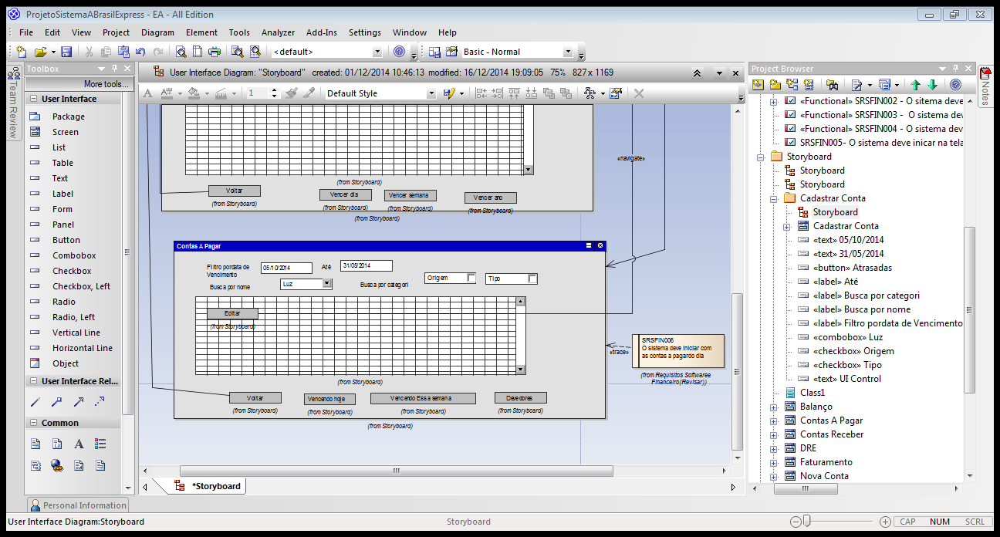 ProjetoSistemaABrasilExpress - EA - All Edition
File Edit View Project Diagram Element Tools Analyzer Add-Ins Settings Window Help
<default>
Basic - Normal
Team Review
Toolbox
More tools...
User Interface
Package
Screen
List
Table
Text
Label
Form
Panel
Button
Combobox
Checkbox
Checkbox, Left
Radio
Radio, Left
Vertical Line
Horizontal Line
Object
User Interface Rel...
Common
User Interface Diagram: "Storyboard" created: 01/12/2014 10:46:13 modified: 16/12/2014 19:09:05 75% 827 x 1169
1
Default Style
«navigate»
(from Storyboard)
Voltar
Vencer dia
Vencer semana
Vencer ano
(from Storyboard)
(from Storyboard)
(from Storyboard)
(from Storyboard)
(from Storyboard)
Contas A Pagar
Fliltro pordata de
Vencimento
05/10/2014
Até
31/05/2014
Busca por nome
Luz
Busca por categori
Origem
Tipo
Editar
(from Storyboard)
(from Storyboard)
Voltar
Vencendo hoje
Vencendo Essa semana
Devedores
(from Storyboard)
(from Storyboard)
(from Storyboard)
(from Storyboard)
(from Storyboard)
«trace»
SRSFIN006
O sistema deve iniciar com
as contas a pagardo dia
(from Requisitos Softwaree
Financeiro(Revisar))
*Storyboard
Project Browser
«Functional» SRSFIN002 - O sitema deve
«Functional» SRSFIN003 - O sistema dev
«Functional» SRSFIN004 - O sistema dev
SRSFIN005- O sistema deve inicar na tela
Storyboard
Storyboard
Storyboard
Cadastrar Conta
Storyboard
Cadastrar Conta
«text» 05/10/2014
«text» 31/05/2014
«button» Atrasadas
«label» Até
«label» Busca por categori
«label» Busca por nome
«label» Filtro pordata de Vencimento
«combobox» Luz
«checkbox» Origem
«checkbox» Tipo
«text» UI Control
Class1
Balanço
Contas A Pagar
Contas Receber
DRE
Faturamento
Nova Conta
Notes
Personal Information
User Interface Diagram:Storyboard
Storyboard
CAP NUM SCRL